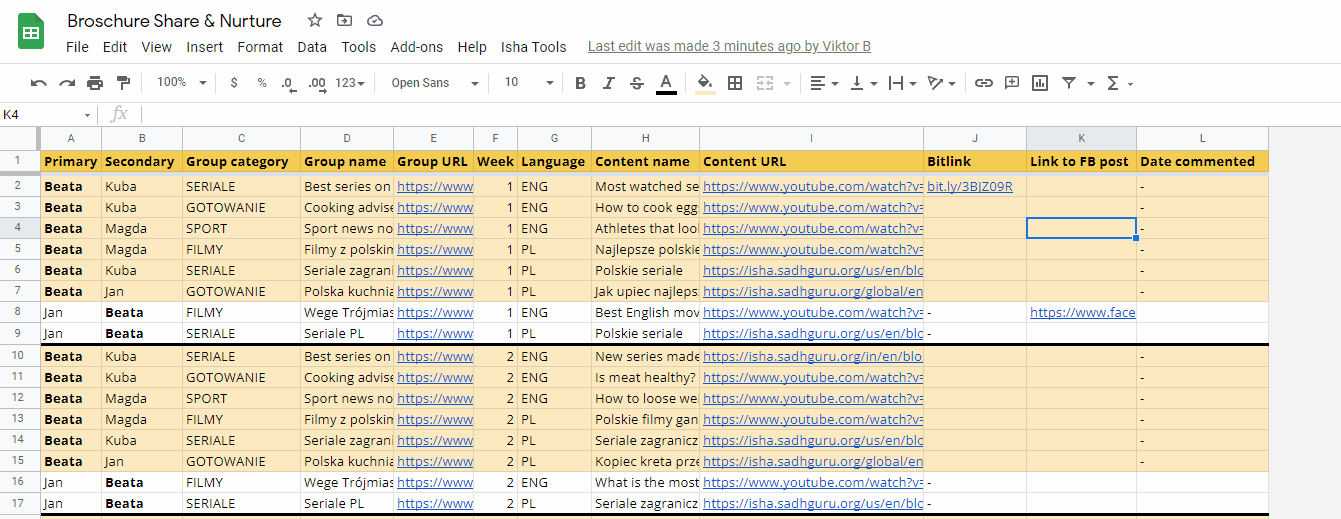 Broschure Share & Nurture
File Edit View Insert Format Data Tools Add-ons Help Isha Tools Last edit was made 3 minutes ago by Viktor B
100% $ % .0 .00 123 Open Sans 10 B I S A
K4 fx
A B C D E F G H I J K L
1 Primary Secondary Group category Group name Group URL Week Language Content name Content URL Bitlink Link to FB post Date commented
2 Beata Kuba SERIALE Best series on https://www 1 ENG Most watched se https://www.youtube.com/watch?v= bit.ly/3BJZ09R -
3 Beata Kuba GOTOWANIE Cooking advise https://www 1 ENG How to cook egg https://www.youtube.com/watch?v= -
4 Beata Magda SPORT Sport news no https://www 1 ENG Athletes that loo https://www.youtube.com/watch?v= -
5 Beata Magda FILMY Filmy z polskim https://www 1 PL Najlepsze polskie https://www.youtube.com/watch?v= -
6 Beata Kuba SERIALE Seriale zagrani https://www 1 PL Polskie seriale https://isha.sadhguru.org/us/en/blo -
7 Beata Jan GOTOWANIE Polska kuchnia https://www 1 PL Jak upiec najleps https://isha.sadhguru.org/global/en -
8 Jan Beata FILMY Wege Trójmias https://www 1 ENG Best English mov https://www.youtube.com/watch?v= - https://www.face
9 Jan Beata SERIALE Seriale PL https://www 1 PL Polskie seriale https://isha.sadhguru.org/us/en/blo -
10 Beata Kuba SERIALE Best series on https://www 2 ENG New series made https://isha.sadhguru.org/in/en/blo -
11 Beata Kuba GOTOWANIE Cooking advise https://www 2 ENG Is meat healthy? https://www.youtube.com/watch?v= -
12 Beata Magda SPORT Sport news no https://www 2 ENG How to loose wei https://www.youtube.com/watch?v= -
13 Beata Magda FILMY Filmy z polskim https://www 2 PL Polskie filmy gan https://www.youtube.com/watch?v= -
14 Beata Kuba SERIALE Seriale zagrani https://www 2 PL Seriale zagranicz https://isha.sadhguru.org/us/en/blo -
15 Beata Jan GOTOWANIE Polska kuchnia https://www 2 PL Kopiec kreta prze https://isha.sadhguru.org/global/en -
16 Jan Beata FILMY Wege Trójmias https://www 2 ENG What is the most https://www.youtube.com/watch?v= -
17 Jan Beata SERIALE Seriale PL https://www 2 PL Seriale zagranicz https://isha.sadhguru.org/us/en/blo -